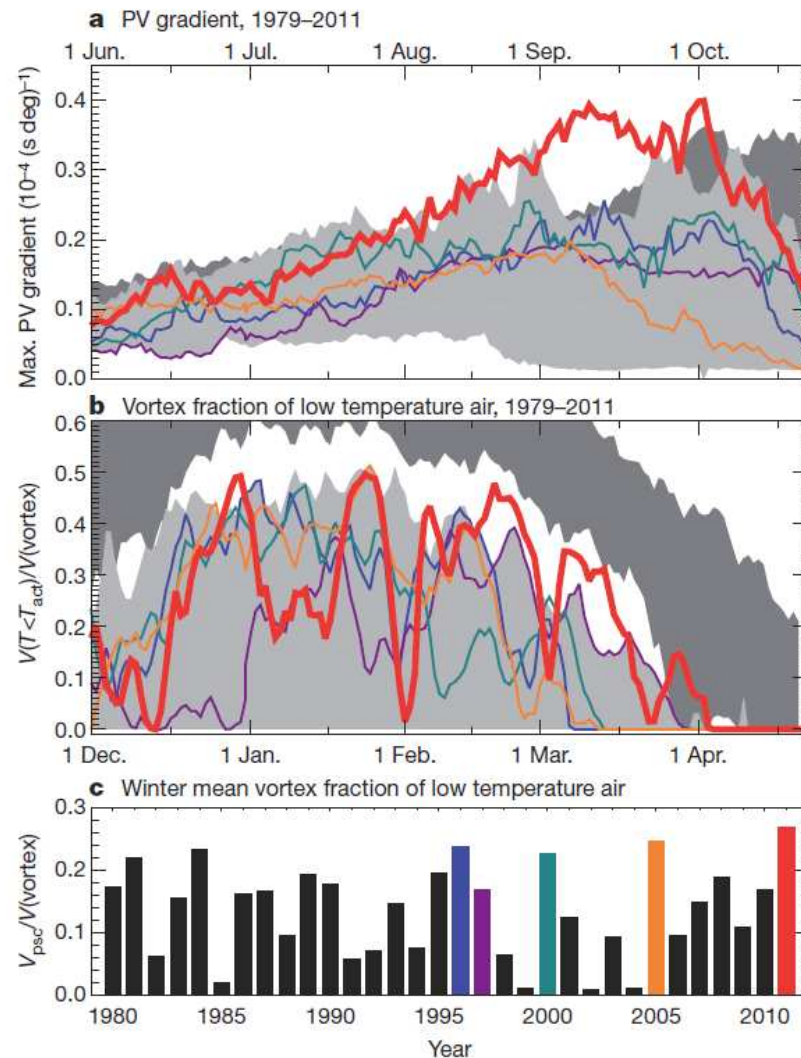 a PV gradient, 1979–2011
1 Jun. 1 Jul. 1 Aug. 1 Sep. 1 Oct.
Max. PV gradient (10⁻⁴ (s deg)⁻¹)
0.4
0.3
0.2
0.1
0.0
b Vortex fraction of low temperature air, 1979–2011
V(T<T_act)/V(vortex)
0.6
0.5
0.4
0.3
0.2
0.1
0.0
1 Dec. 1 Jan. 1 Feb. 1 Mar. 1 Apr.
c Winter mean vortex fraction of low temperature air
V_psc/V(vortex)
0.3
0.2
0.1
0.0
1980 1985 1990 1995 2000 2005 2010
Year